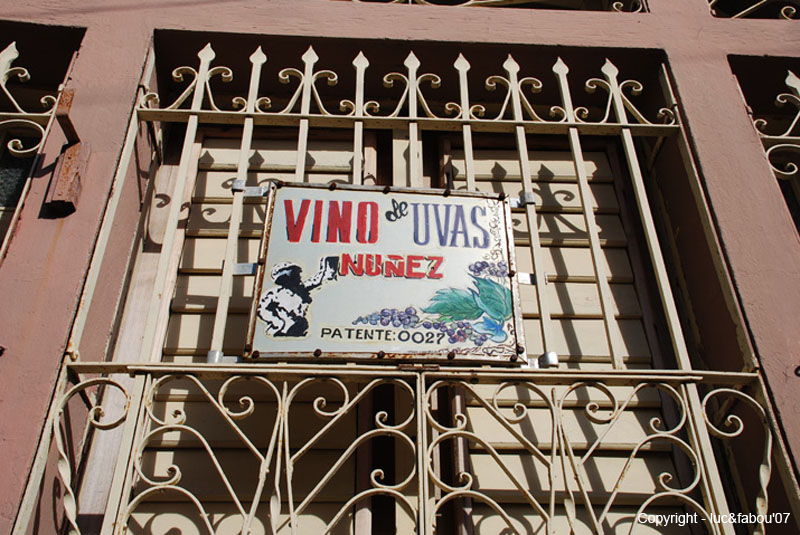 VINO de UVAS
NUÑEZ
PATENTE:0027
Copyright - luc&fabou'07